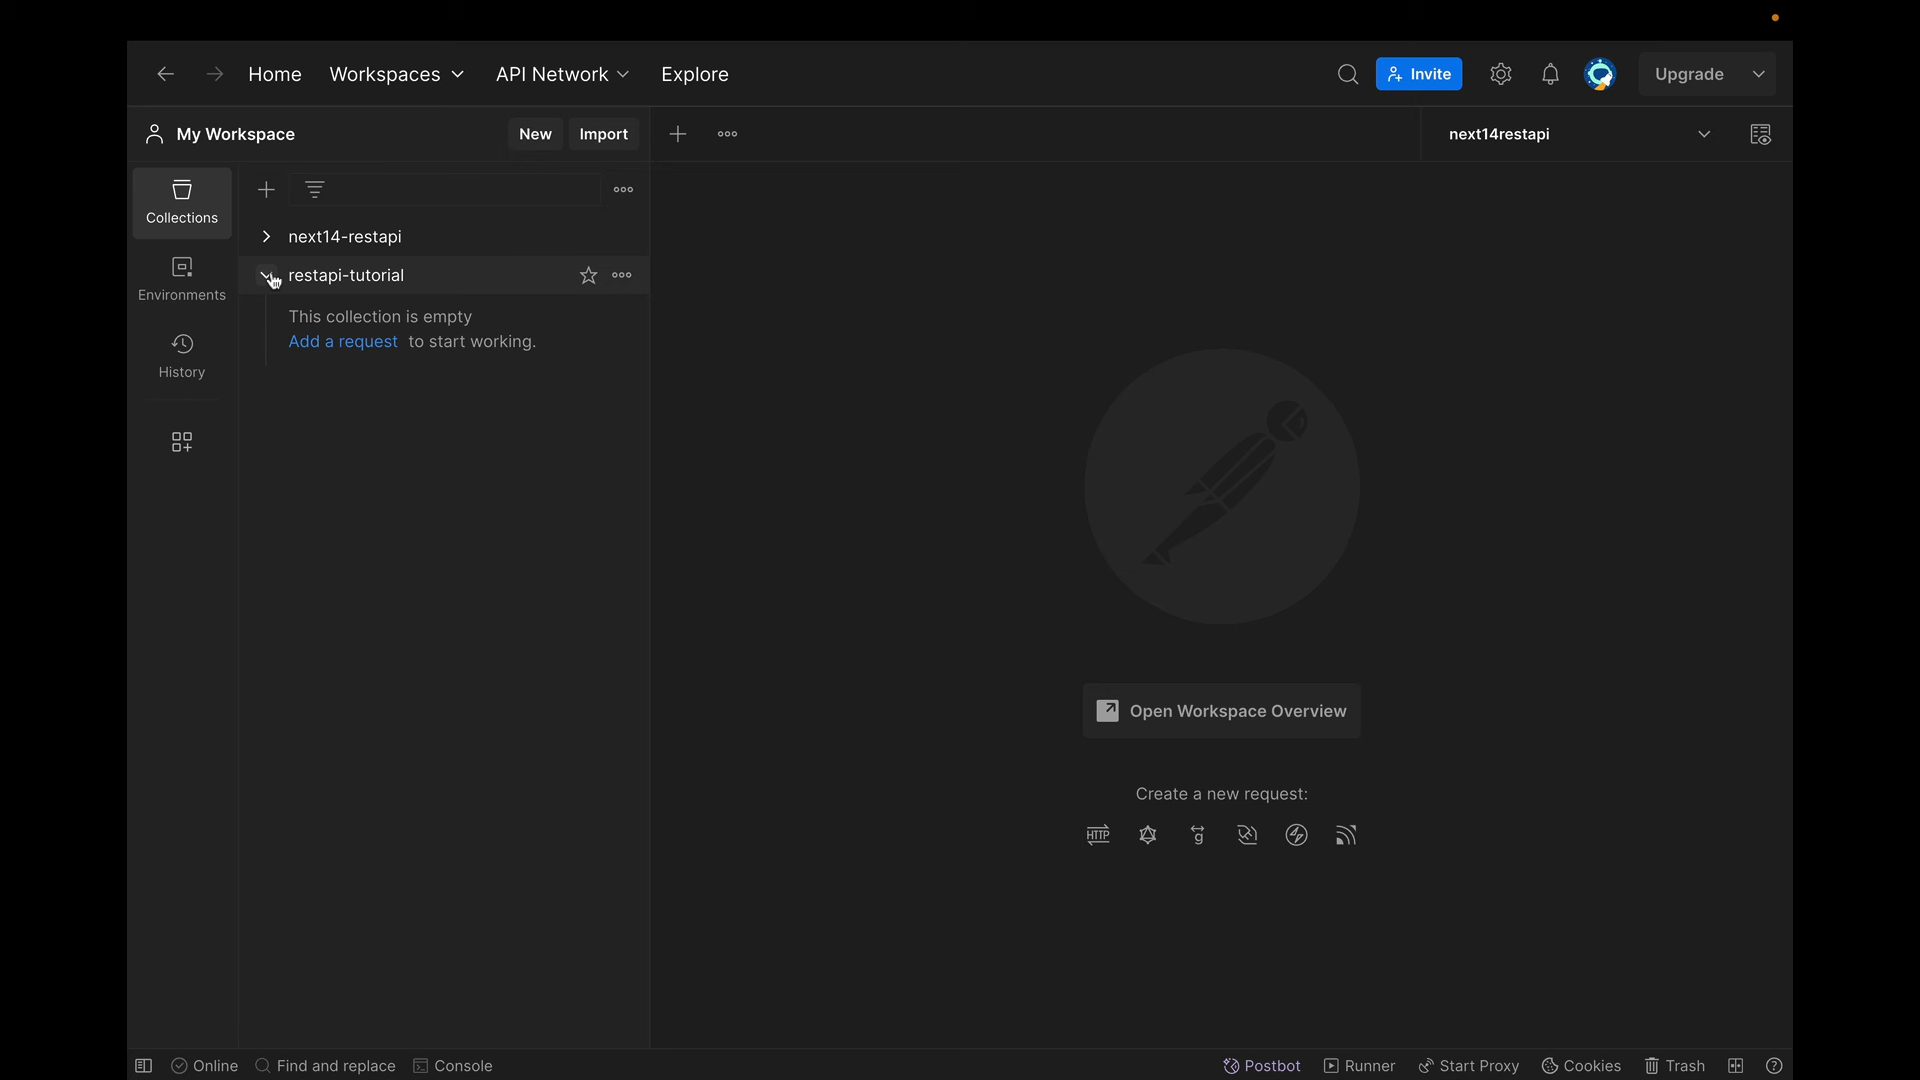 Home Workspaces API Network Explore Invite Upgrade
My Workspace New Import next14restapi
Collections
Environments
History
next14-restapi
restapi-tutorial
This collection is empty
Add a request to start working.
Open Workspace Overview
Create a new request:
HTTP g
Online Find and replace Console Postbot Runner Start Proxy Cookies Trash